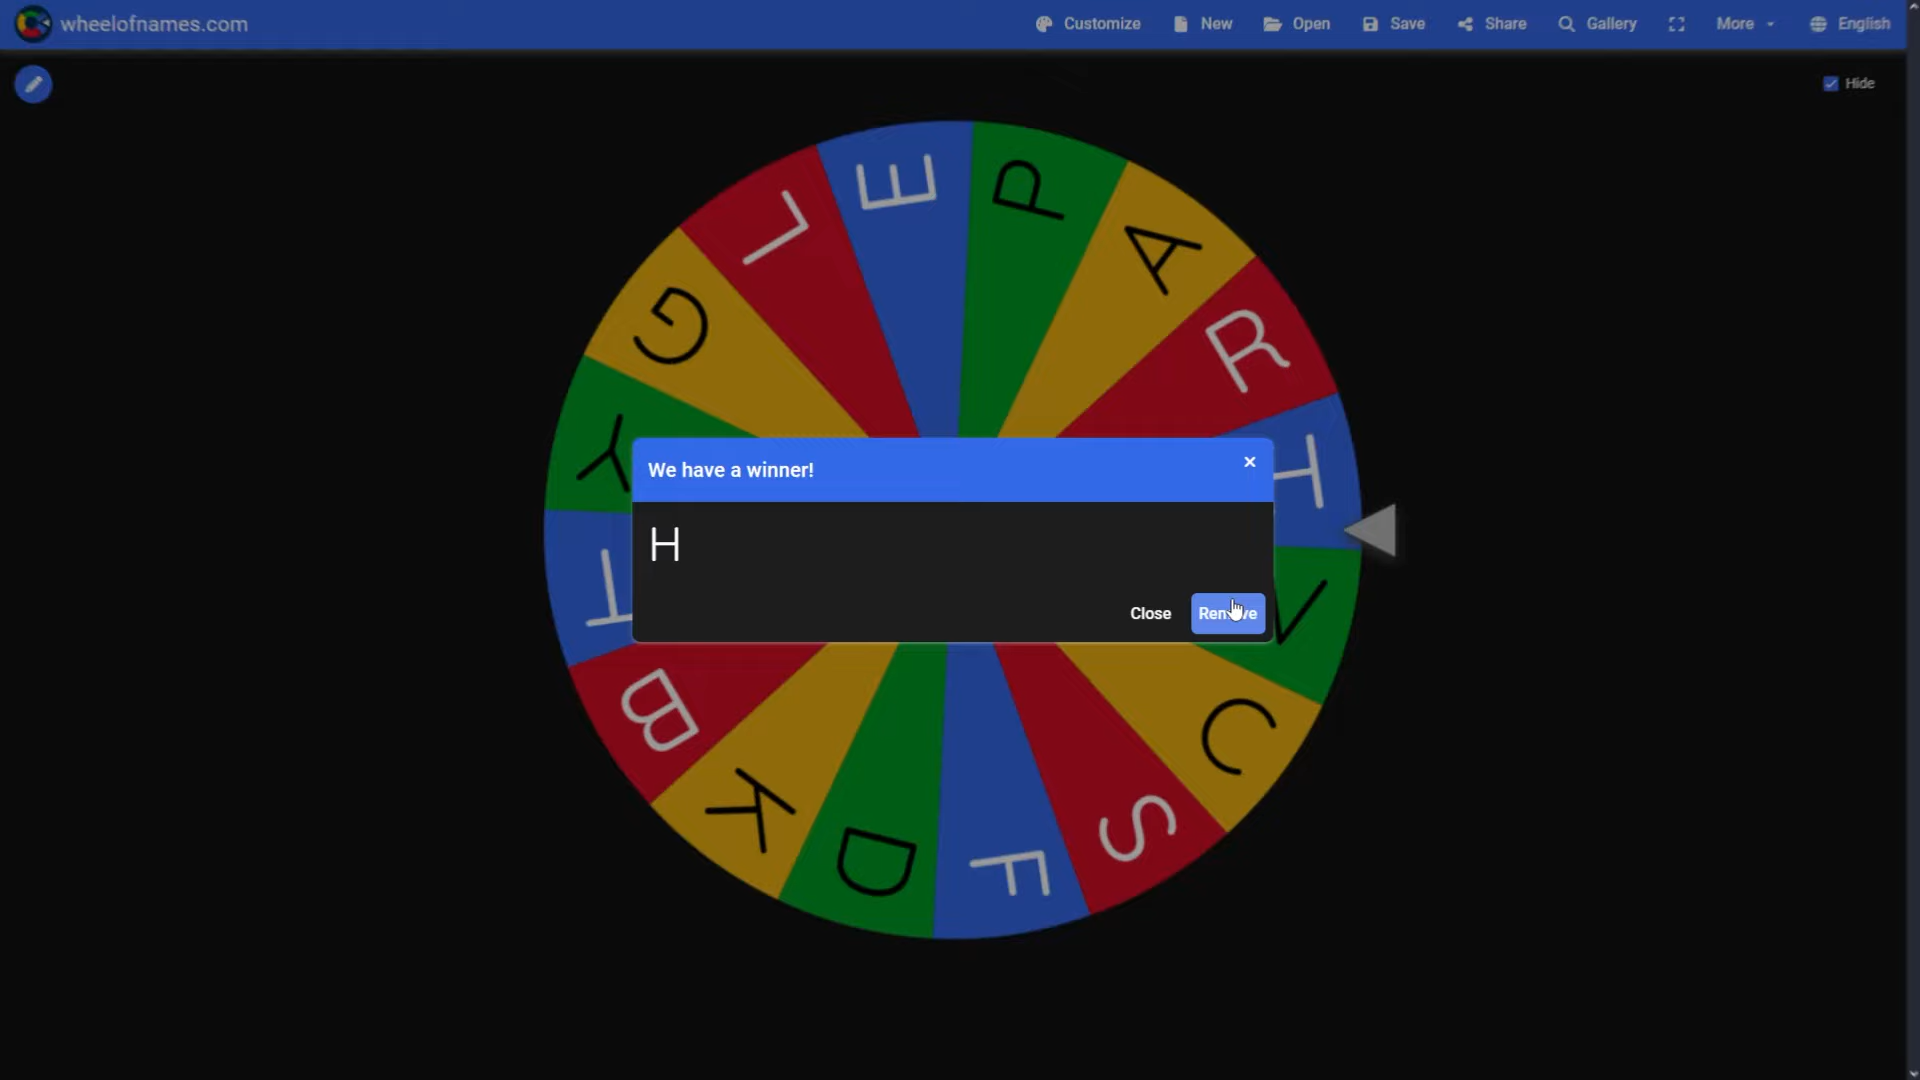 wheelofnames.com
Customize
New
Open
Save
Share
Gallery
More
English
Hide
E
P
A
R
L
G
Y
We have a winner!
H
Close
B
K
D
F
S
C